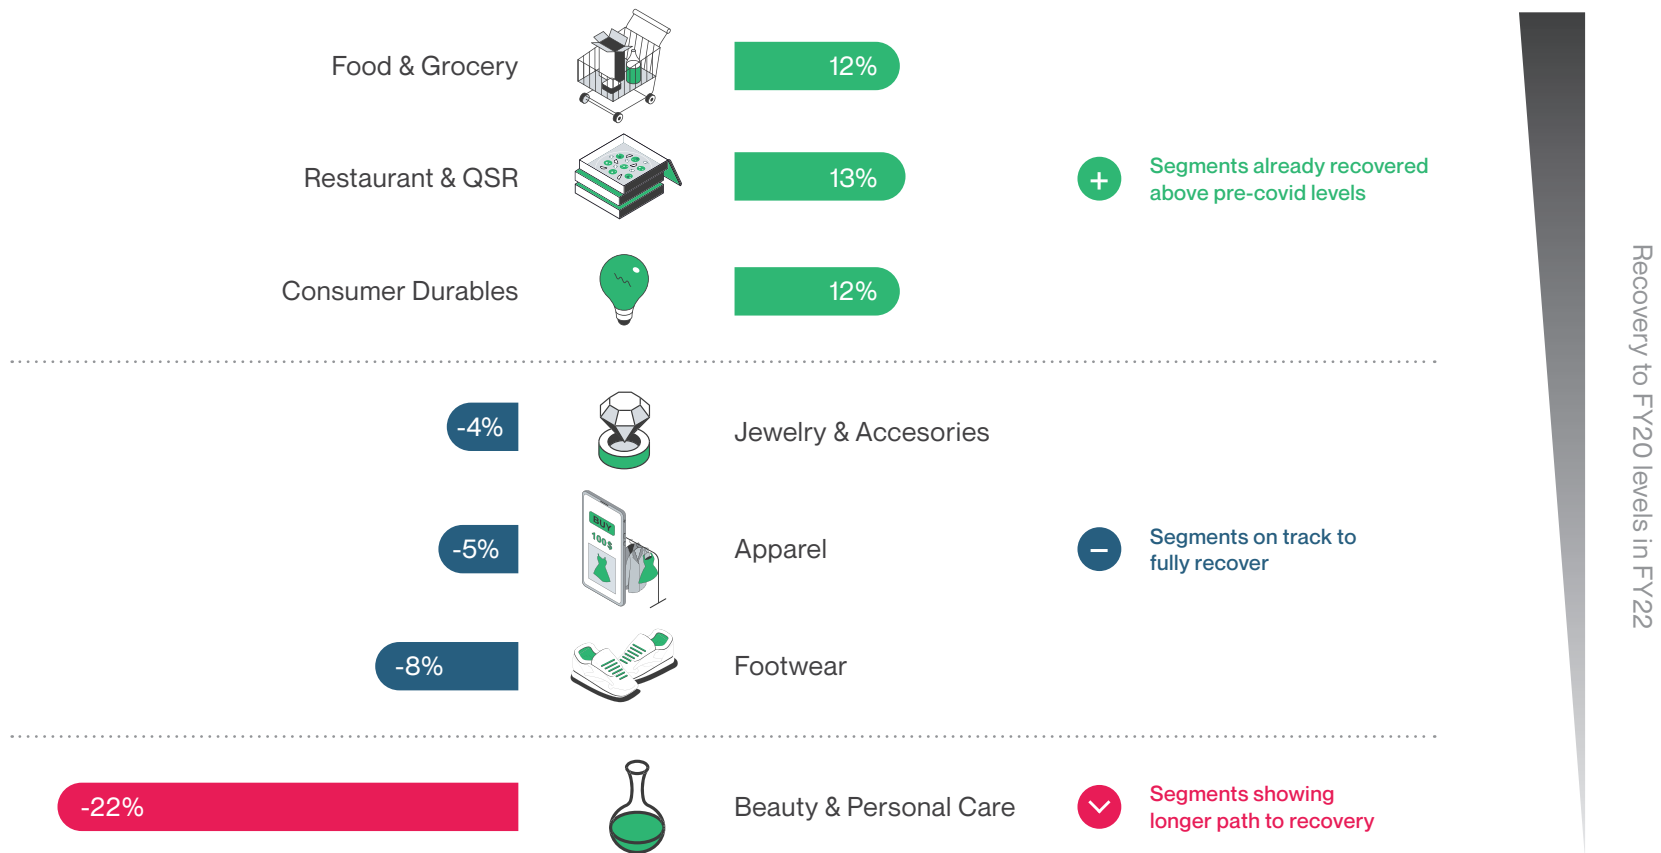 Food & Grocery
12%
Restaurant & QSR
13%
Segments already recovered
above pre-covid levels
Consumer Durables
12%
-4%
Jewelry & Accesories
BUY
100$
-5%
Apparel
Segments on track to
fully recover
-8%
Footwear
-22%
Beauty & Personal Care
Segments showing
longer path to recovery
Recovery to FY20 levels in FY22